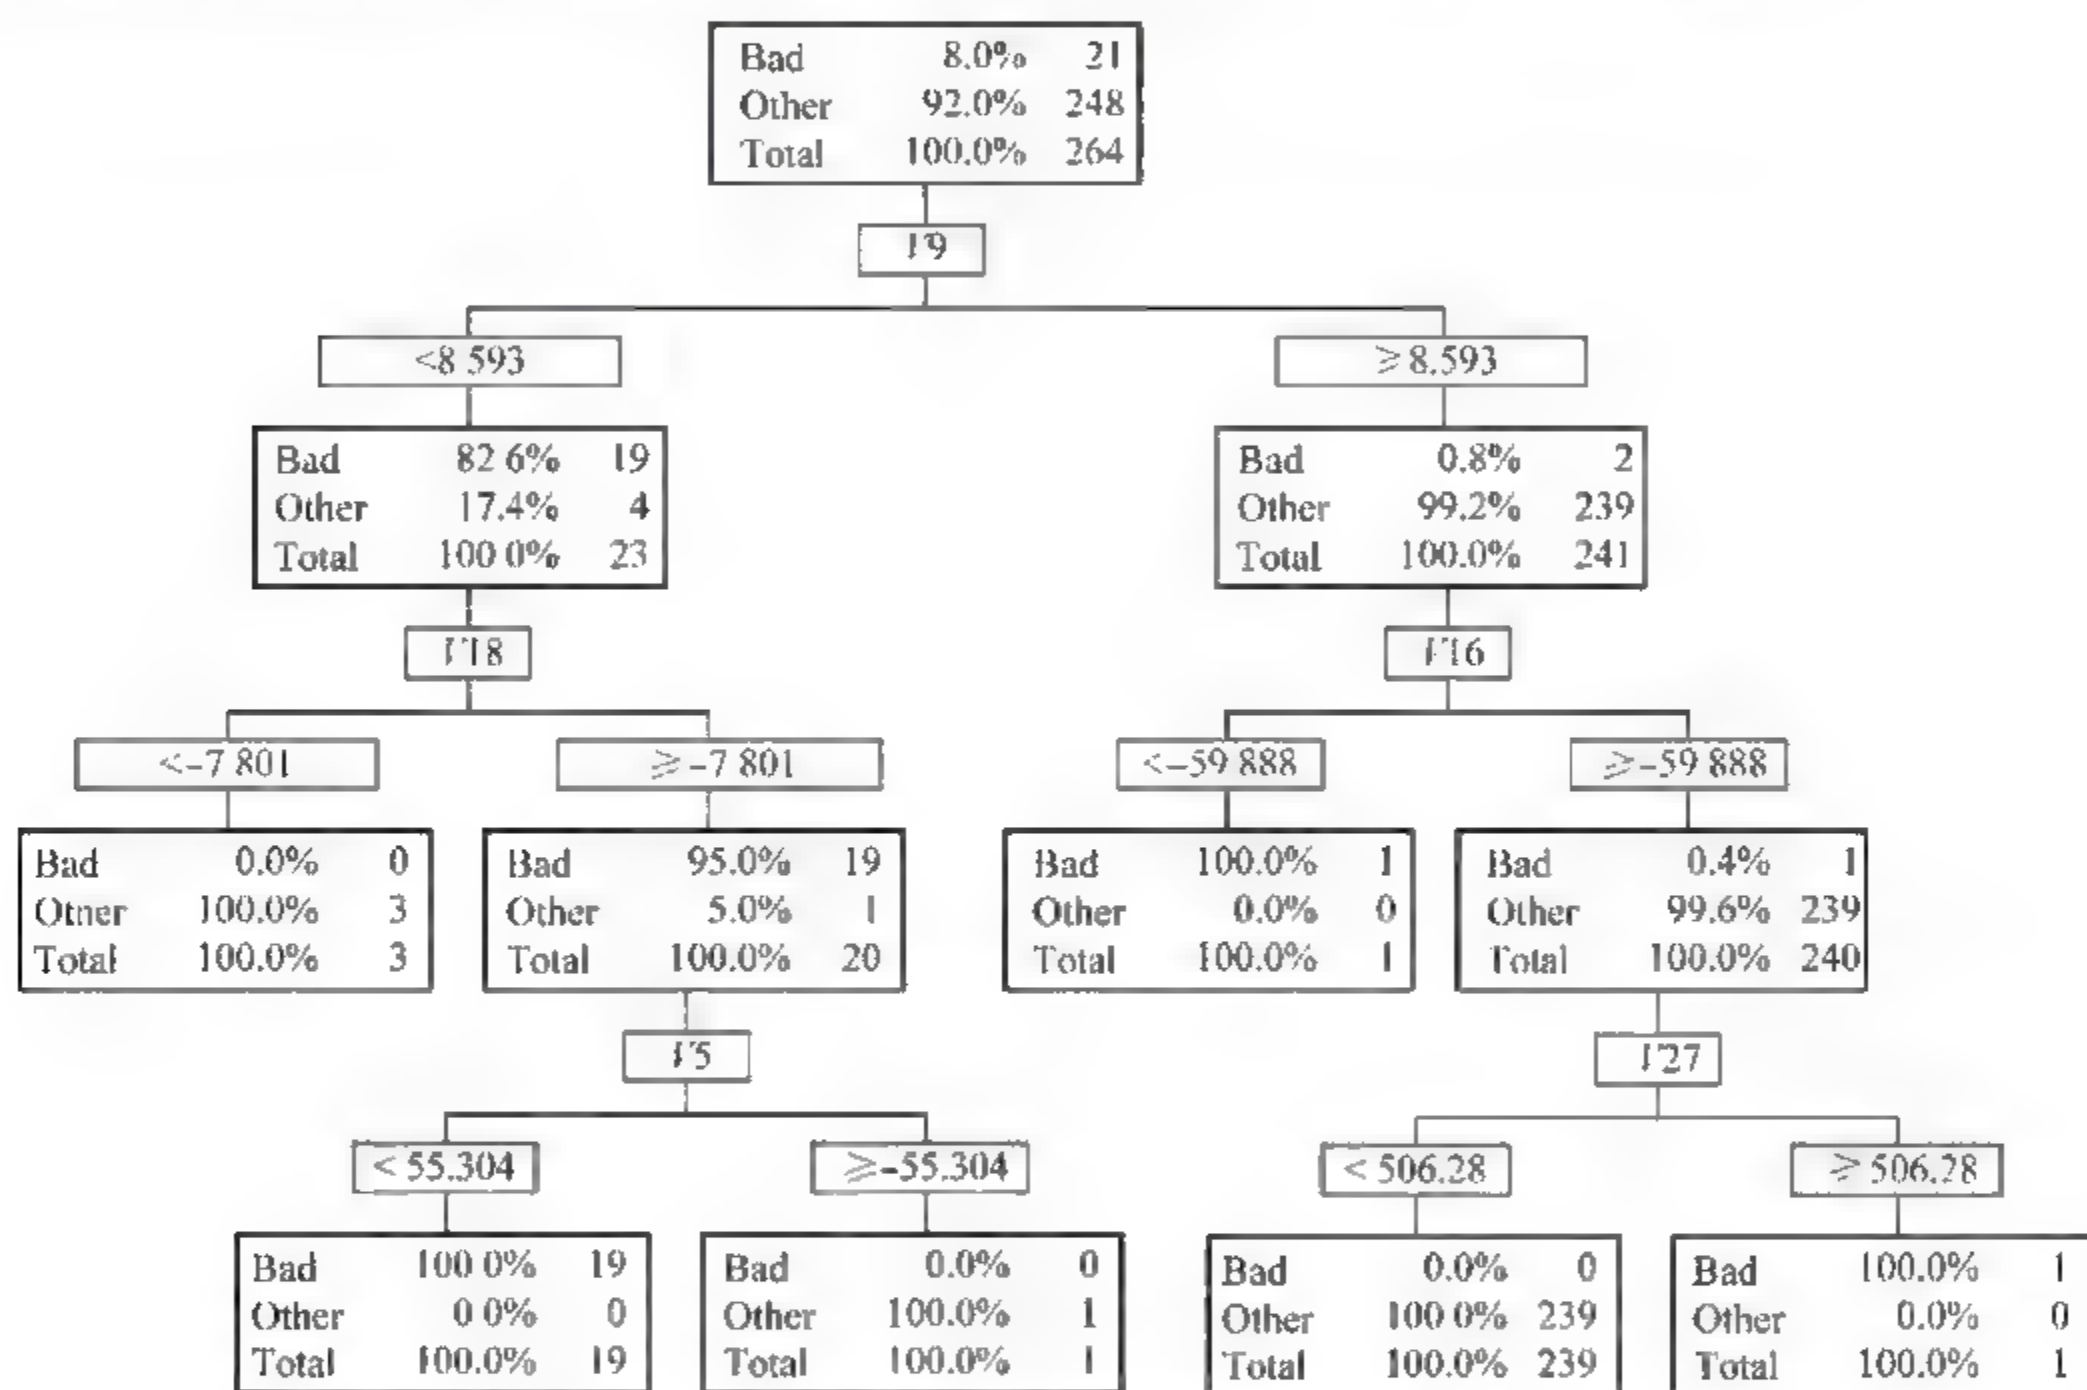 Bad 8.0% 21
Other 92.0% 248
Total 100.0% 264
<8 593
≥8.593
Bad 82 6% 19
Other 17.4% 4
Total 100 0% 23
Bad 0.8% 2
Other 99.2% 239
Total 100.0% 241
<-7 801
≥-7 801
<-59 888
≥-59 888
Bad 0.0% 0
Other 100.0% 3
Total 100.0% 3
Bad 95.0% 19
Other 5.0% 1
Total 100.0% 20
Bad 100.0% 1
Other 0.0% 0
Total 100.0% 1
Bad 0.4% 1
Other 99.6% 239
Total 100.0% 240
< 55.304
≥-55.304
< 506.28
≥ 506.28
Bad 100 0% 19
Other 0 0% 0
Total 100.0% 19
Bad 0.0% 0
Other 100.0% 1
Total 100.0% 1
Bad 0.0% 0
Other 100 0% 239
Total 100.0% 239
Bad 100.0% 1
Other 0.0% 0
Total 100.0% 1